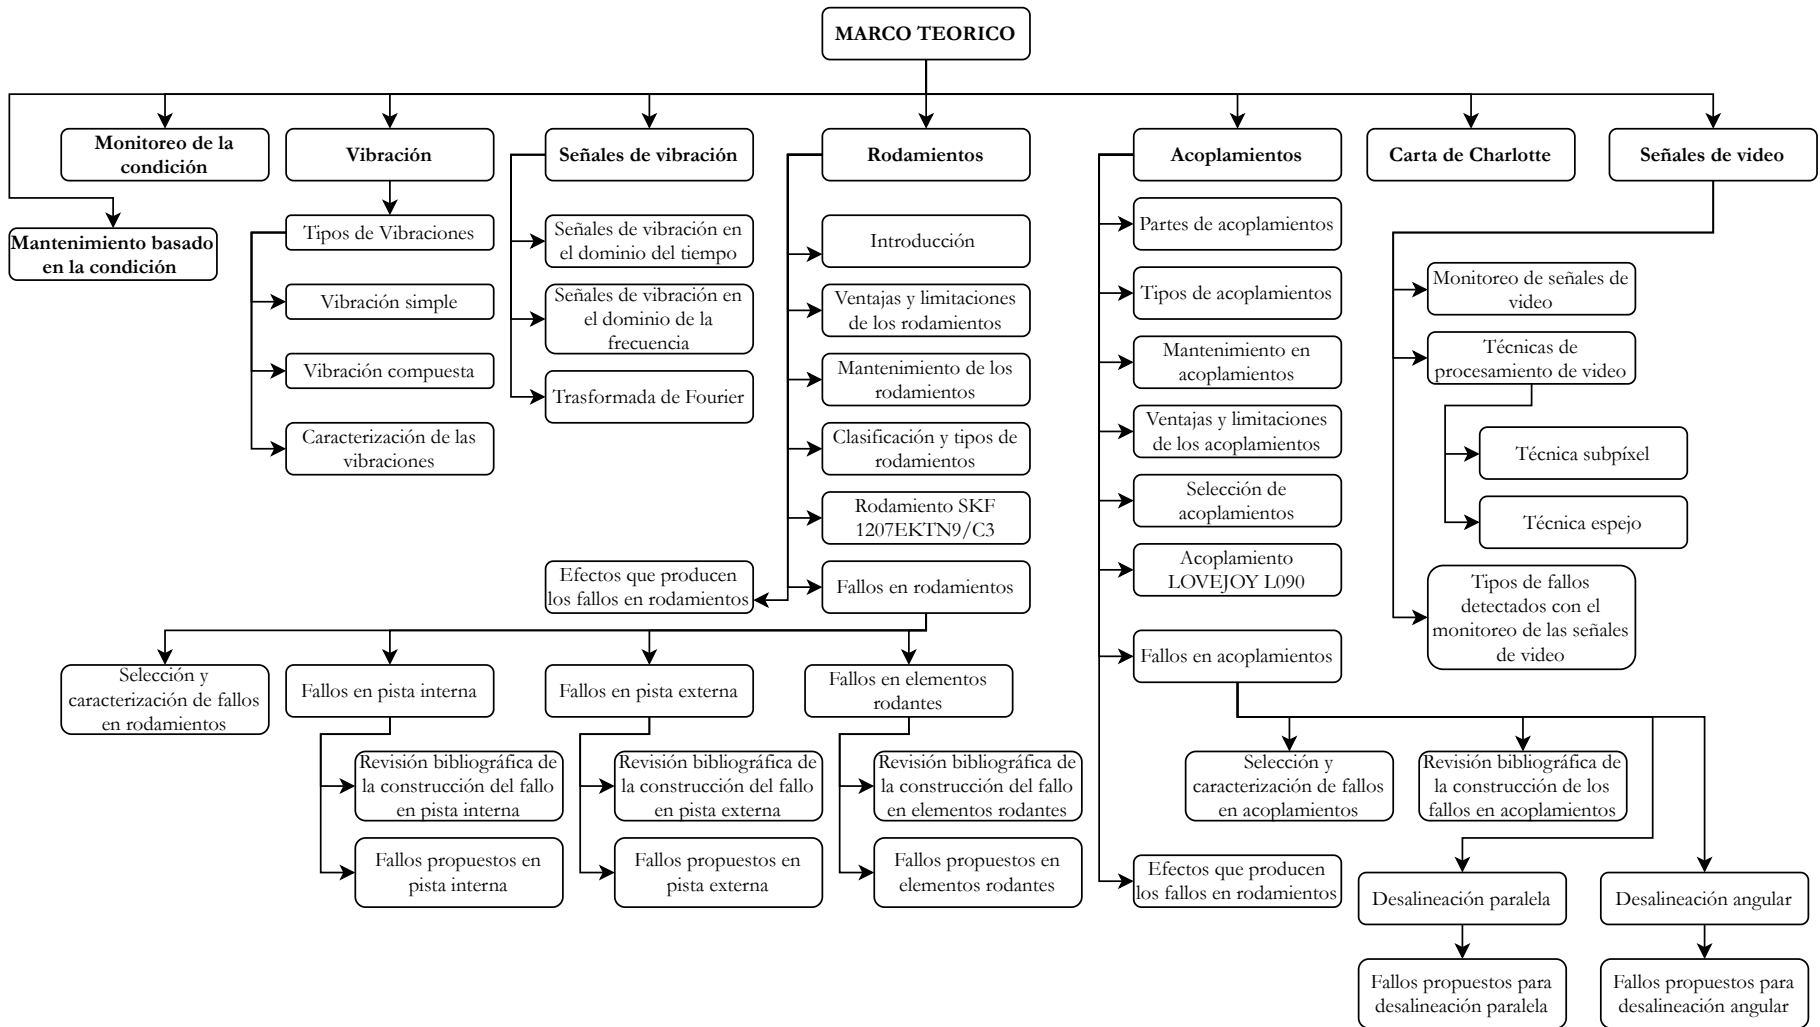 MARCO TEORICO
Monitoreo de la
condición
Vibración
Señales de vibración
Rodamientos
Acoplamientos
Carta de Charlotte
Señales de video
Mantenimiento basado
en la condición
Tipos de Vibraciones
Vibración simple
Vibración compuesta
Caracterización de las
vibraciones
Señales de vibración en
el dominio del tiempo
Señales de vibración en
el dominio de la
frecuencia
Trasformada de Fourier
Introducción
Ventajas y limitaciones
de los rodamientos
Mantenimiento de los
rodamientos
Clasificación y tipos de
rodamientos
Rodamiento SKF
1207EKTN9/C3
Efectos que producen
los fallos en rodamientos
Fallos en rodamientos
Selección y
caracterización de fallos
en rodamientos
Fallos en pista interna
Fallos en pista externa
Fallos en elementos
rodantes
Revisión bibliográfica de
la construcción del fallo
en pista interna
Fallos propuestos en
pista interna
Revisión bibliográfica de
la construcción del fallo
en pista externa
Fallos propuestos en
pista externa
Revisión bibliográfica de
la construcción del fallo
en elementos rodantes
Fallos propuestos en
elementos rodantes
Partes de acoplamientos
Tipos de acoplamientos
Mantenimiento en
acoplamientos
Ventajas y limitaciones
de los acoplamientos
Selección de
acoplamientos
Acoplamiento
LOVEJOY L090
Fallos en acoplamientos
Selección y
caracterización de fallos
en acoplamientos
Revisión bibliográfica de
la construcción de los
fallos en acoplamientos
Efectos que producen
los fallos en rodamientos
Desalineación paralela
Desalineación angular
Fallos propuestos para
desalineación paralela
Fallos propuestos para
desalineación angular
Monitoreo de señales de
video
Técnicas de
procesamiento de video
Técnica subpíxel
Técnica espejo
Tipos de fallos
detectados con el
monitoreo de las señales
de video